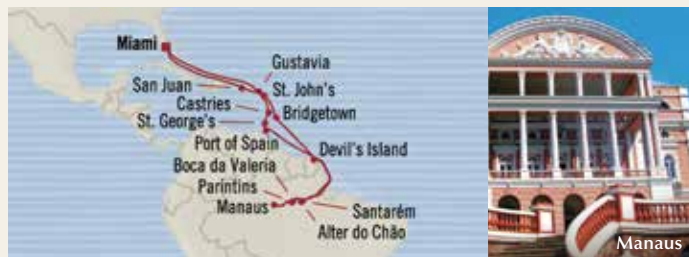 Miami
Gustavia
San Juan
St. John's
Castries
Bridgetown
St. George's
Port of Spain
Devil's Island
Boca da Valeria
Parintins
Manaus
Santarém
Alter do Chão
Manaus